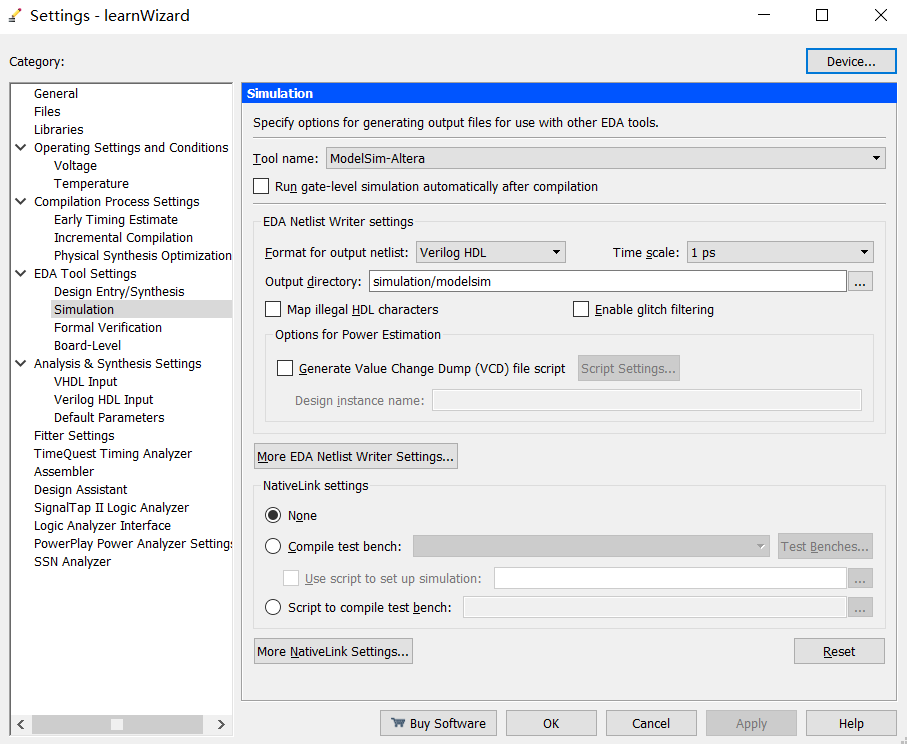 Settings - learnWizard
Category:
Device...
General
Files
Libraries
Operating Settings and Conditions
Voltage
Temperature
Compilation Process Settings
Early Timing Estimate
Incremental Compilation
Physical Synthesis Optimization
EDA Tool Settings
Design Entry/Synthesis
Simulation
Formal Verification
Board-Level
Analysis & Synthesis Settings
VHDL Input
Verilog HDL Input
Default Parameters
Fitter Settings
TimeQuest Timing Analyzer
Assembler
Design Assistant
SignalTap II Logic Analyzer
Logic Analyzer Interface
PowerPlay Power Analyzer Settings
SSN Analyzer
Simulation
Specify options for generating output files for use with other EDA tools.
Tool name: ModelSim-Altera
Run gate-level simulation automatically after compilation
EDA Netlist Writer settings
Format for output netlist: Verilog HDL Time scale: 1 ps
Output directory: simulation/modelsim ...
Map illegal HDL characters Enable glitch filtering
Options for Power Estimation
Generate Value Change Dump (VCD) file script Script Settings...
Design instance name:
More EDA Netlist Writer Settings...
NativeLink settings
None
Compile test bench: Test Benches...
Use script to set up simulation: ...
Script to compile test bench: ...
More NativeLink Settings... Reset
Buy Software OK Cancel Apply Help